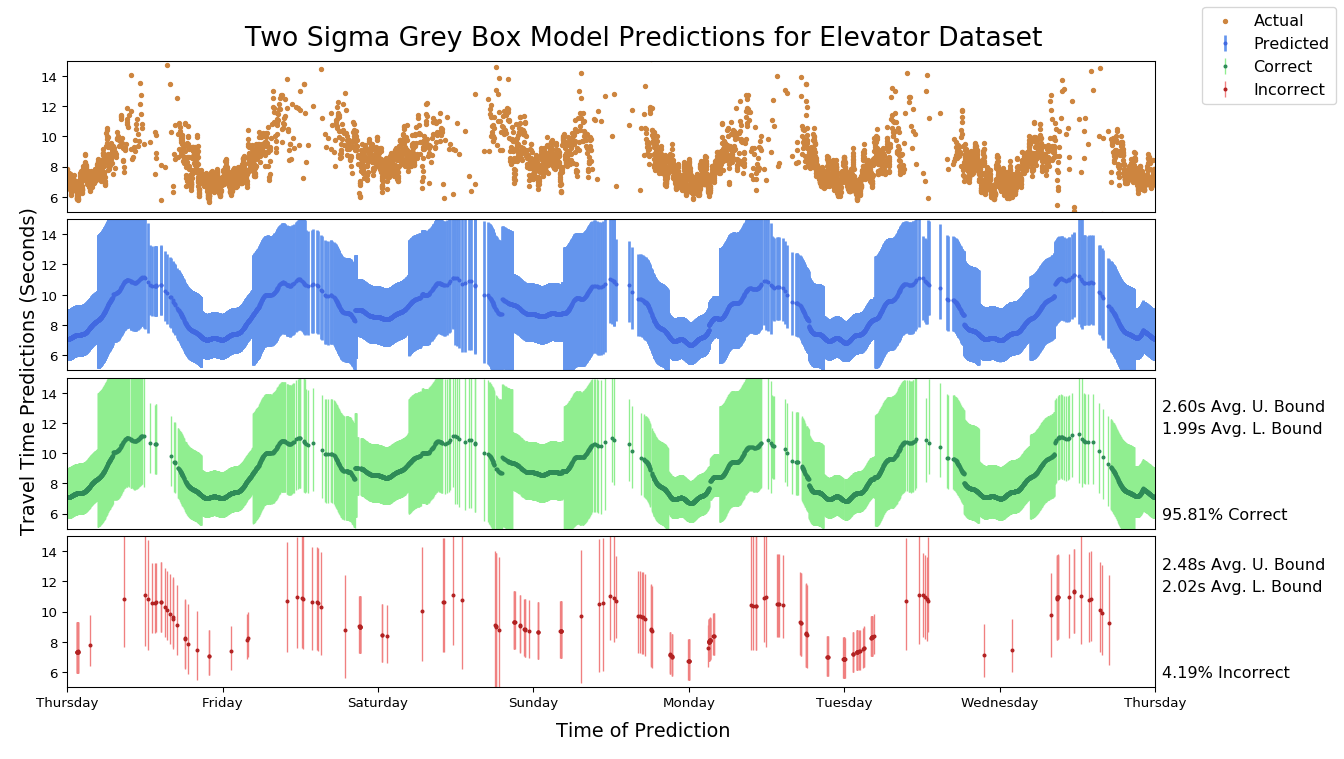 Two Sigma Grey Box Model Predictions for Elevator Dataset
Actual
Predicted
Correct
Incorrect
Travel Time Predictions (Seconds)
14
12
10
8
6
14
12
10
8
6
14
12
10
8
6
2.60s Avg. U. Bound
1.99s Avg. L. Bound
95.81% Correct
14
12
10
8
6
2.48s Avg. U. Bound
2.02s Avg. L. Bound
4.19% Incorrect
Thursday Friday Saturday Sunday Monday Tuesday Wednesday Thursday
Time of Prediction